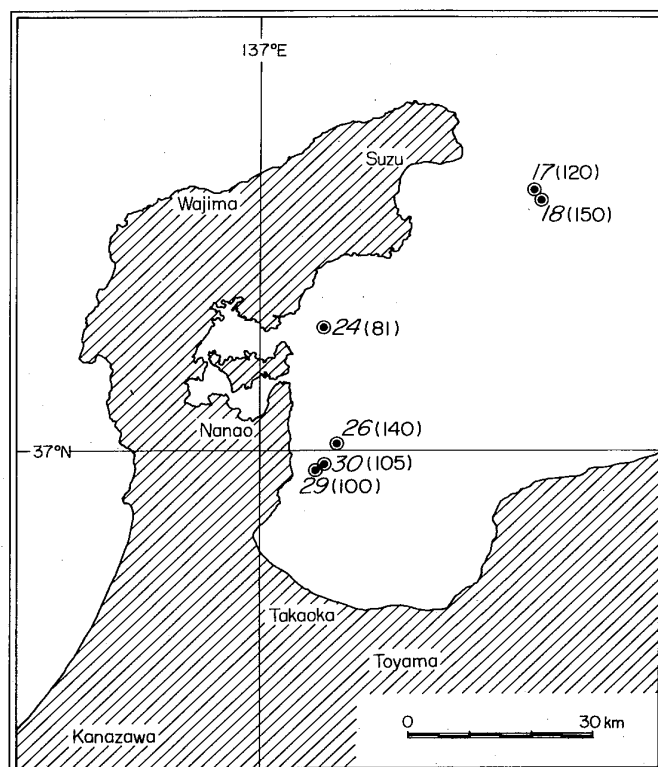 137°E
Suzu
17(120)
Wajima
18(150)
24(81)
26(140)
Nanao
37°N
30(105)
29(100)
Takaoka
Toyama
0 30 km
Kanazawa